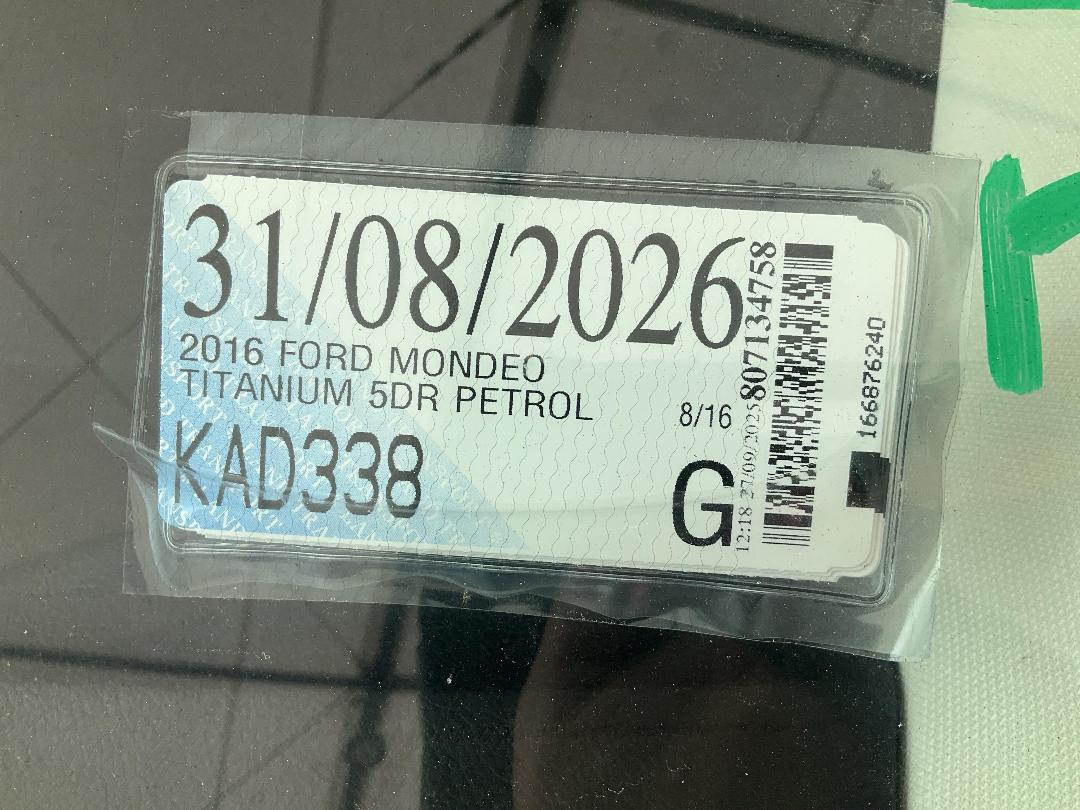 31/08/2026
2016 FORD MONDEO
TITANIUM 5DR PETROL
8/16
KAD338
G
12:18 27/09/2025
807134758
166876240